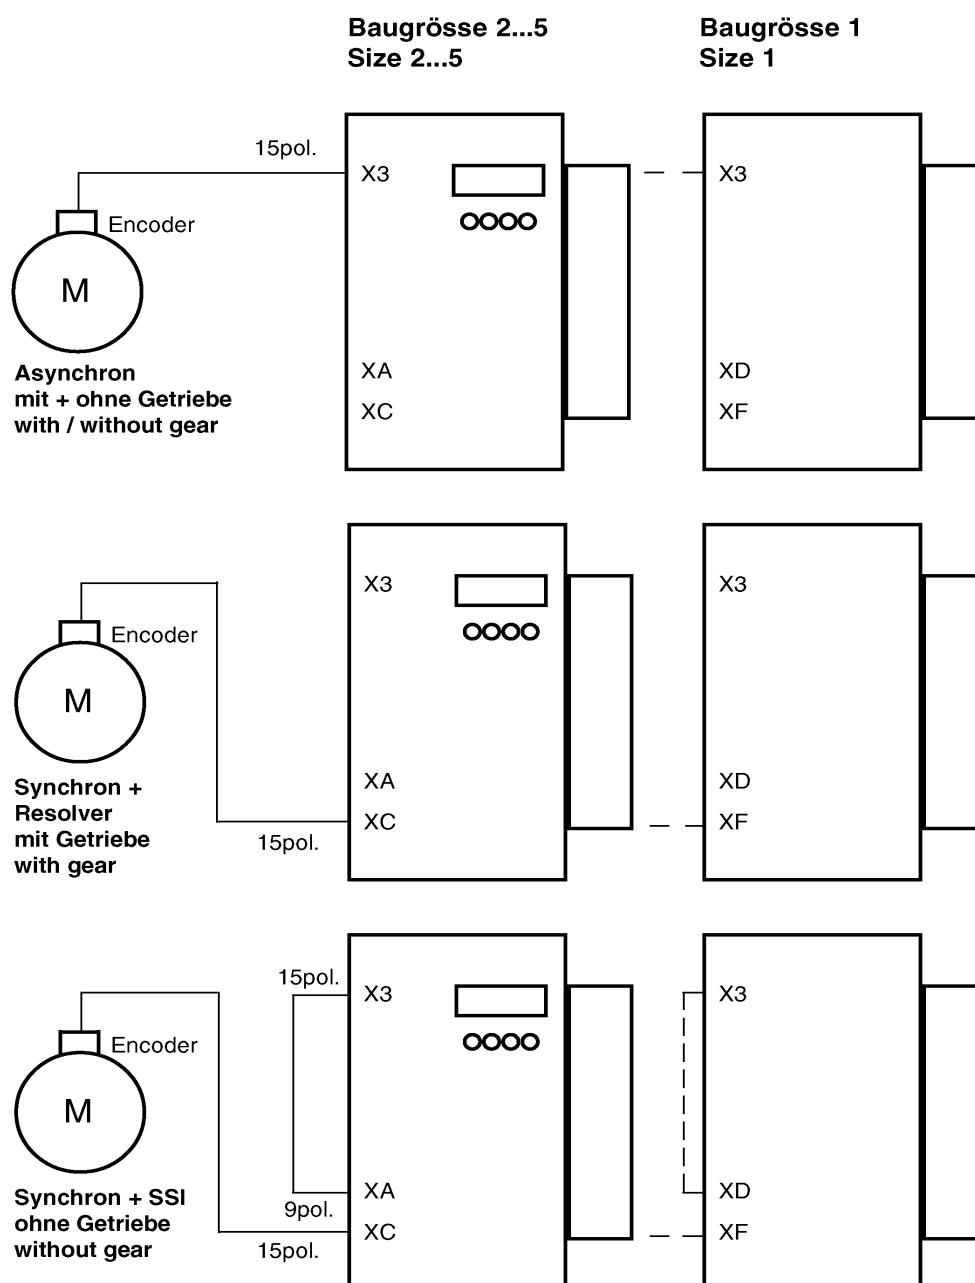 Baugrösse 2...5
Size 2...5
Baugrösse 1
Size 1
15pol.
X3
X3
Encoder
M
Asynchron
mit + ohne Getriebe
with / without gear
XA
XC
XD
XF
X3
X3
Encoder
M
Synchron +
Resolver
mit Getriebe
with gear
XA
XC
15pol.
XD
XF
15pol.
X3
X3
Encoder
M
Synchron + SSI
ohne Getriebe
without gear
XA
9pol.
XC
15pol.
XD
XF